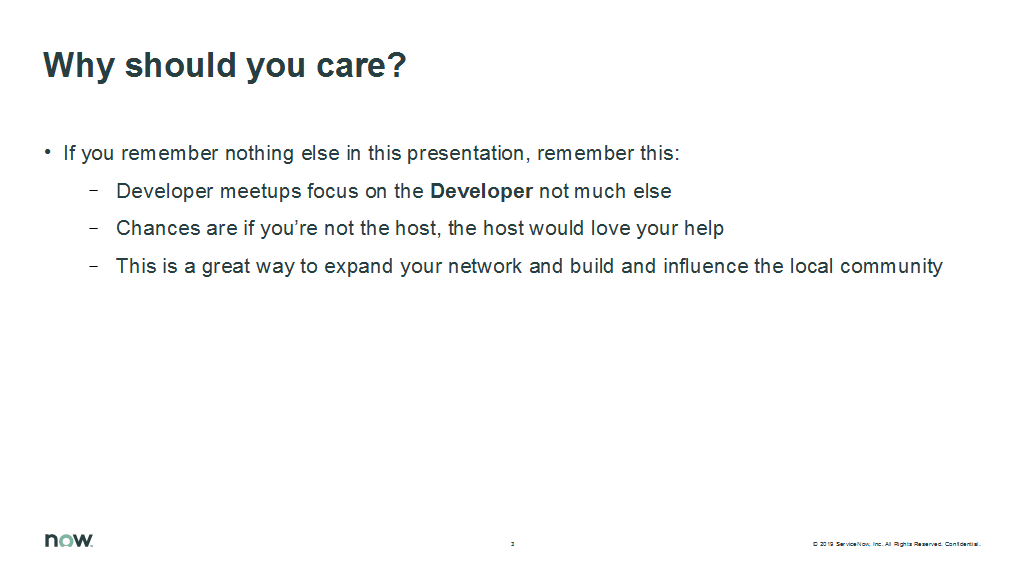 Why should you care?
• If you remember nothing else in this presentation, remember this:
– Developer meetups focus on the Developer not much else
– Chances are if you’re not the host, the host would love your help
– This is a great way to expand your network and build and influence the local community
now.
3
© 2019 ServiceNow, Inc. All Rights Reserved. Confidential.